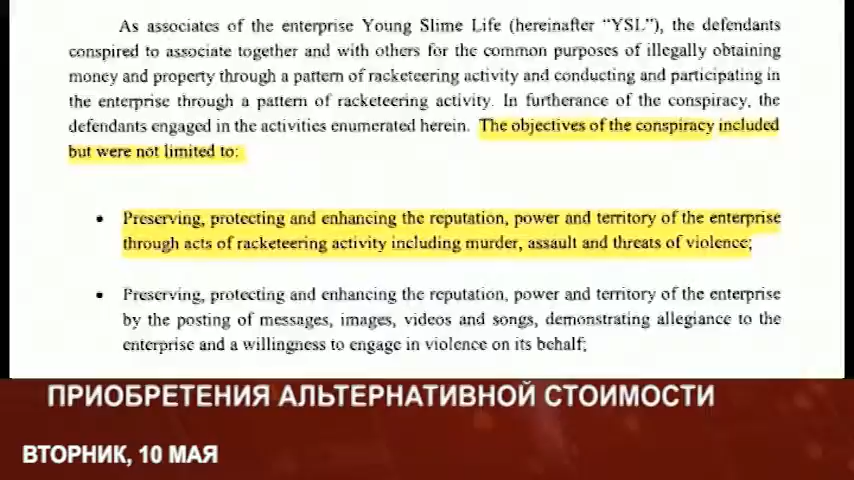 As associates of the enterprise Young Slime Life (hereinafter “YSL”), the defendants
conspired to associate together and with others for the common purposes of illegally obtaining
money and property through a pattern of racketeering activity and conducting and participating in
the enterprise through a pattern of racketeering activity. In furtherance of the conspiracy, the
defendants engaged in the activities enumerated herein. The objectives of the conspiracy included
but were not limited to:
• Preserving, protecting and enhancing the reputation, power and territory of the enterprise
through acts of racketeering activity including murder, assault and threats of violence;
• Preserving, protecting and enhancing the reputation, power and territory of the enterprise
by the posting of messages, images, videos and songs, demonstrating allegiance to the
enterprise and a willingness to engage in violence on its behalf;
ПРИОБРЕТЕНИЯ АЛЬТЕРНАТИВНОЙ СТОИМОСТИ
ВТОРНИК, 10 МАЯ